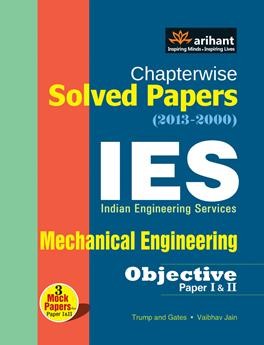 arihant
Inspiring Minds • Inspiring Lives
Chapterwise
Solved Papers
(2013-2000)
IES
Indian Engineering Services
Mechanical Engineering
Objective
Paper I & II
3
Mock
Papers for
Paper I&II
Trump and Gates • Vaibhav Jain